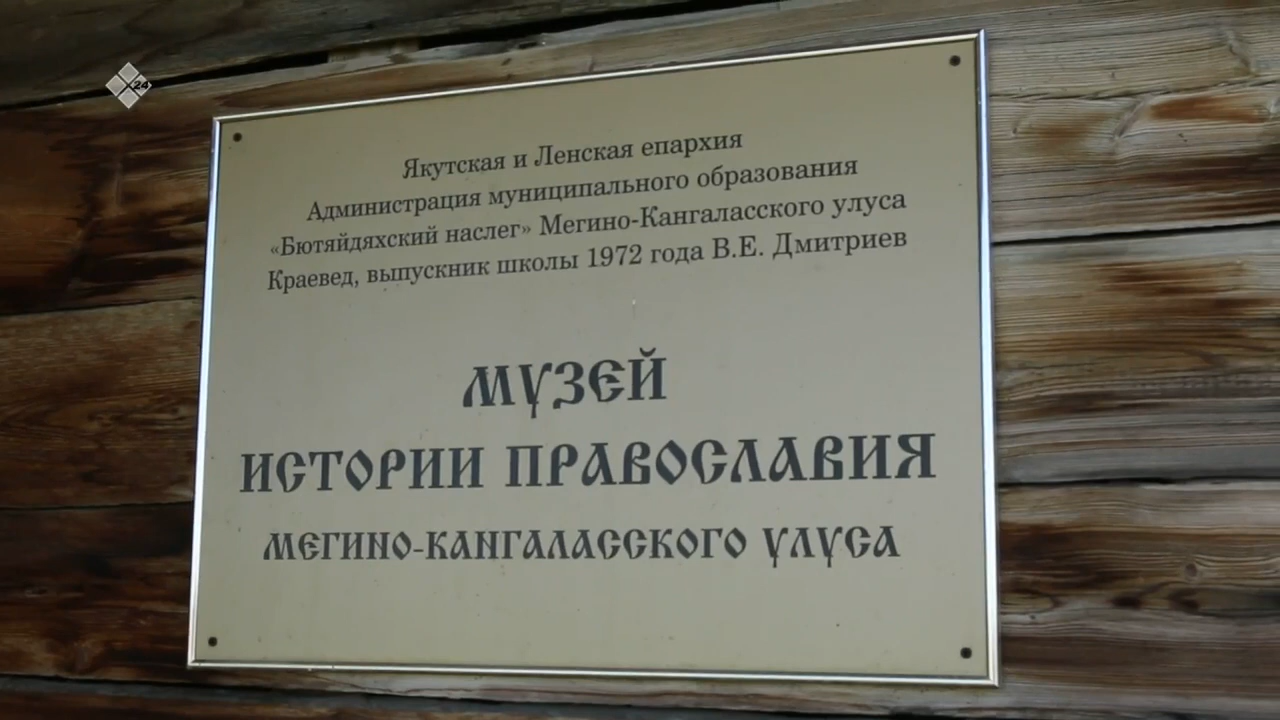 Якутская и Ленская епархия
Администрация муниципального образования
«Бютяйдяхский наслег» Мегино-Кангаласского улуса
Краевед, выпускник школы 1972 года В.Е. Дмитриев
МУЗЕЙ
ИСТОРИИ ПРАВОСЛАВИЯ
МЕГИНО-КАНГАЛАССКОГО УЛУСА
24